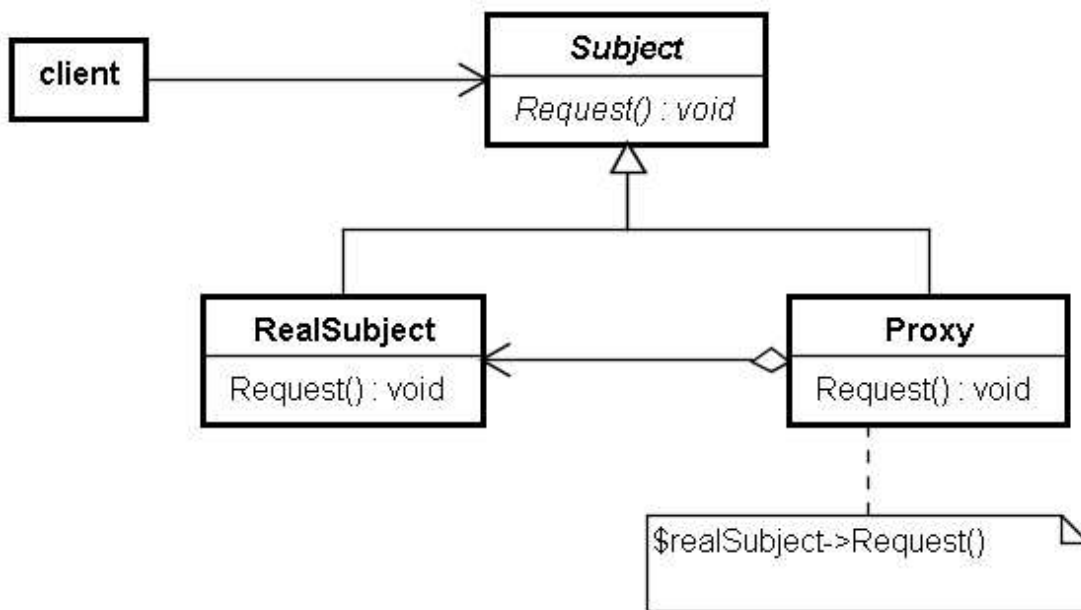 client
Subject
Request() : void
RealSubject
Request() : void
Proxy
Request() : void
$realSubject->Request()